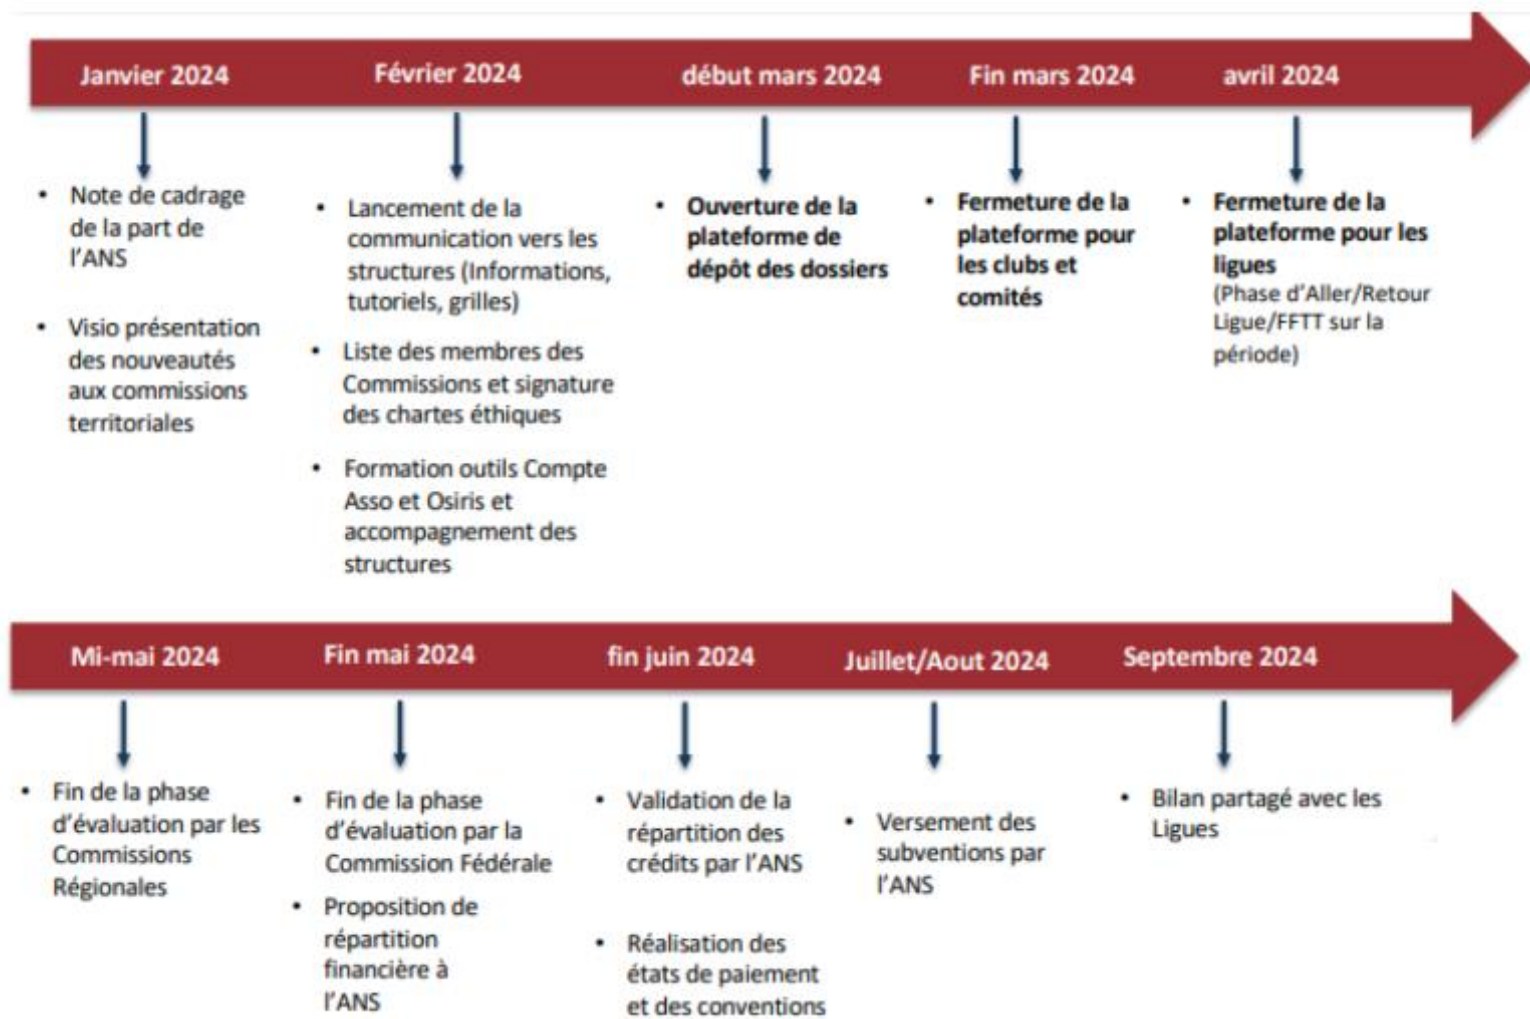 Janvier 2024
Février 2024
début mars 2024
Fin mars 2024
avril 2024
• Note de cadrage
de la part de
l’ANS
• Visio présentation
des nouveautés
aux commissions
territoriales
• Lancement de la
communication vers les
structures (Informations,
tutoriels, grilles)
• Liste des membres des
Commissions et signature
des chartes éthiques
• Formation outils Compte
Asso et Osiris et
accompagnement des
structures
• Ouverture de la
plateforme de
dépôt des dossiers
• Fermeture de la
plateforme pour
les clubs et
comités
• Fermeture de la
plateforme pour les
ligues
(Phase d’Aller/Retour
Ligue/FFTT sur la
période)
Mi-mai 2024
Fin mai 2024
fin juin 2024
Juillet/Aout 2024
Septembre 2024
• Fin de la phase
d’évaluation par les
Commissions
Régionales
• Fin de la phase
d’évaluation par la
Commission Fédérale
• Proposition de
répartition
financière à
l’ANS
• Validation de la
répartition des
crédits par l’ANS
• Réalisation des
états de paiement
et des conventions
• Versement des
subventions par
l’ANS
• Bilan partagé avec les
Ligues